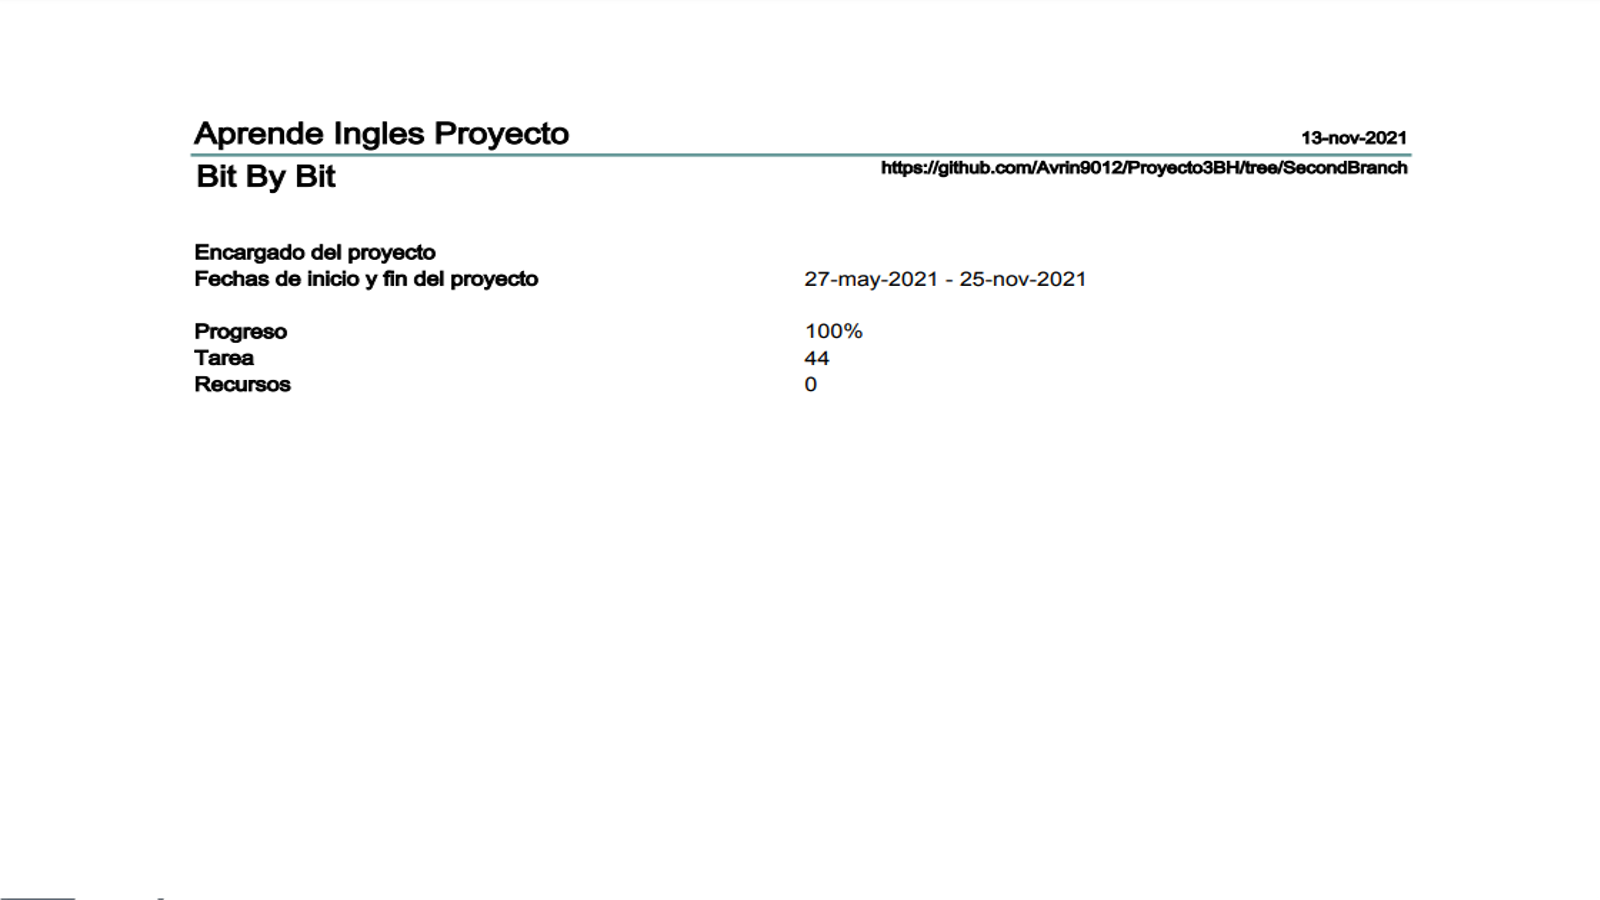 Aprende Ingles Proyecto
13-nov-2021
Bit By Bit
https://github.com/Avrin9012/Proyecto3BH/tree/SecondBranch
Encargado del proyecto
Fechas de inicio y fin del proyecto 27-may-2021 - 25-nov-2021
Progreso 100%
Tarea 44
Recursos 0